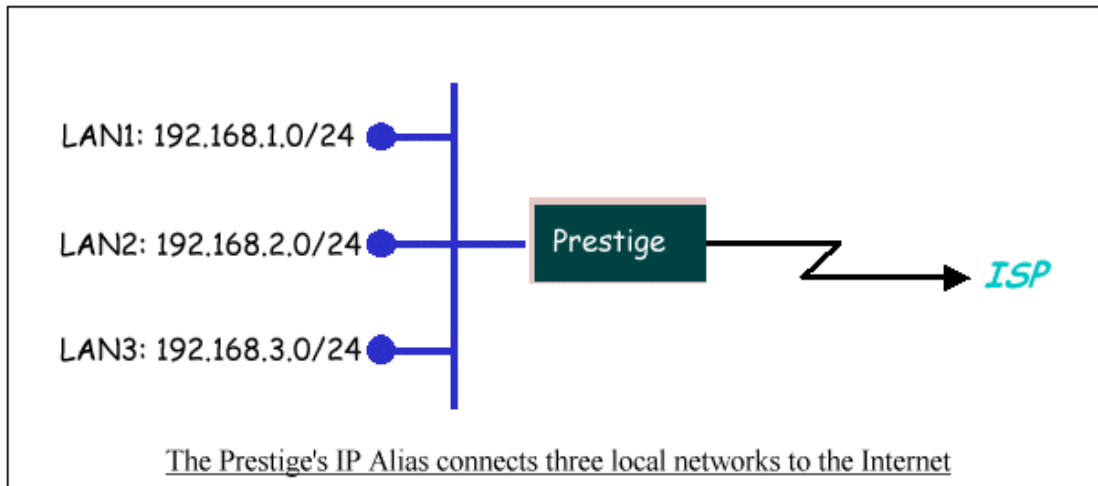 LAN1: 192.168.1.0/24
LAN2: 192.168.2.0/24
Prestige
ISP
LAN3: 192.168.3.0/24
The Prestige's IP Alias connects three local networks to the Internet